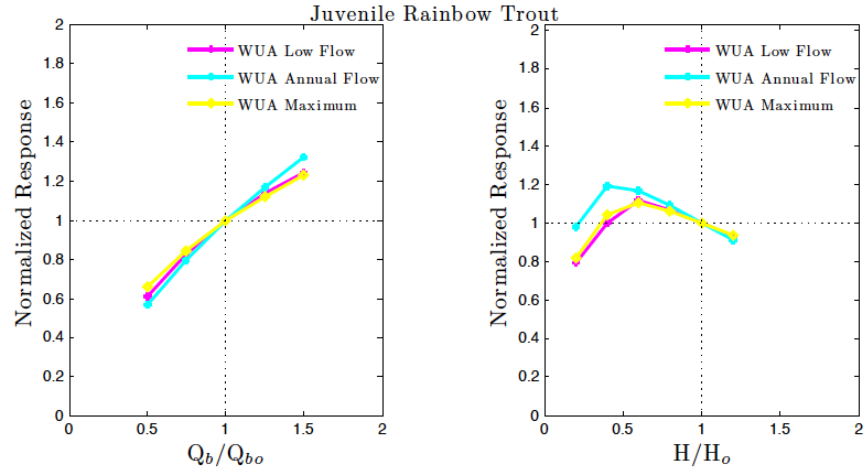 Juvenile Rainbow Trout
Normalized Response
2
1.8
1.6
1.4
1.2
1
0.8
0.6
0.4
0.2
0
WUA Low Flow
WUA Annual Flow
WUA Maximum
0 0.5 1 1.5 2
Q_b/Q_bo
Normalized Response
2
1.8
1.6
1.4
1.2
1
0.8
0.6
0.4
0.2
0
WUA Low Flow
WUA Annual Flow
WUA Maximum
0 0.5 1 1.5 2
H/H_o